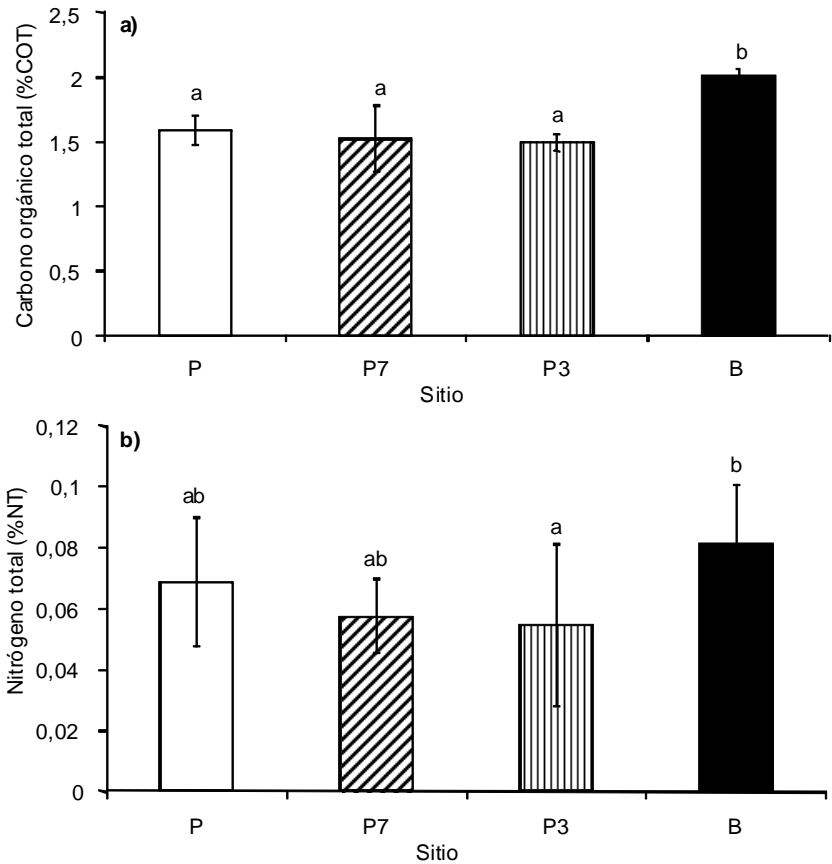 a)
Carbono orgánico total (%COT)
2,5
2
1,5
1
0,5
0
a
a
a
b
P P7 P3 B
Sitio
b)
Nitrógeno total (%NT)
0,12
0,1
0,08
0,06
0,04
0,02
0
ab
ab
a
b
P P7 P3 B
Sitio